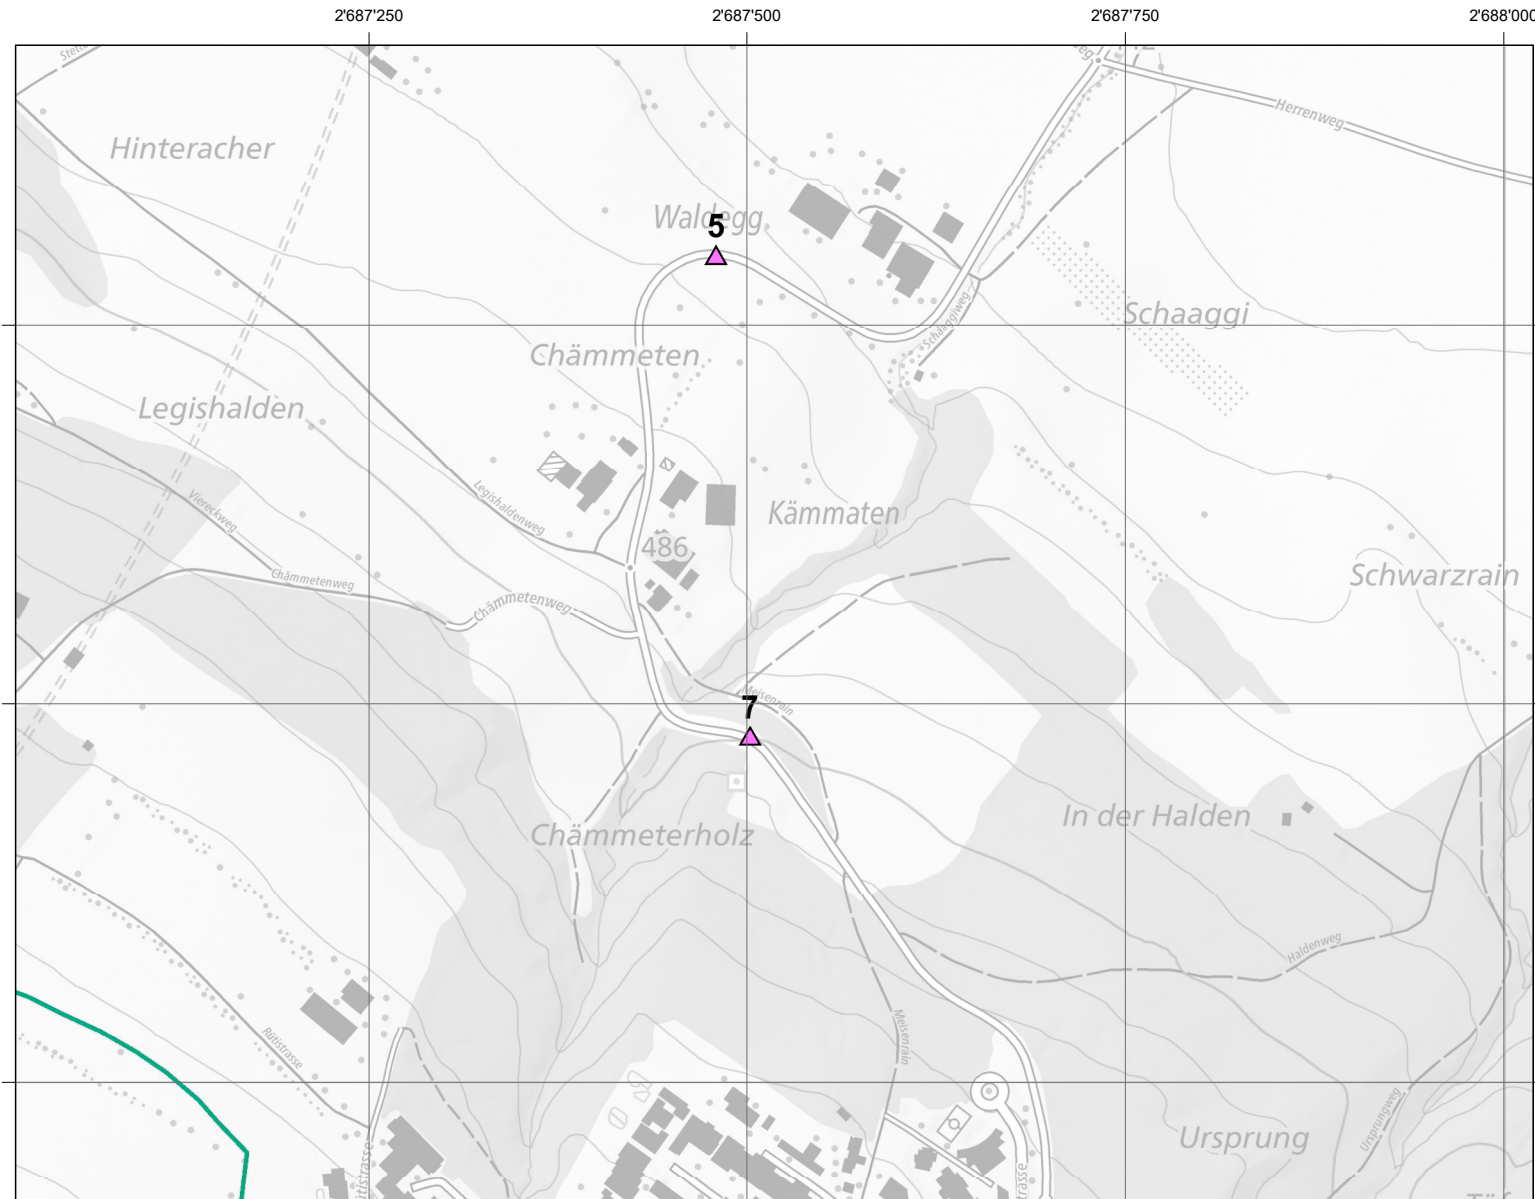 2'687'250
2'687'500
2'687'750
2'688'000
Herrenweg
Hinteracher
Waldegg
5
Schaaggi
Schaaggiweg
Chämmeten
Legishalden
Legishaldenweg
Viereckweg
Kämmaten
486
Schwarzrain
Chämmetenweg
Chämmetenweg
Meisenrain
7
In der Halden
Chämmeterholz
Haldenweg
Meisenrain
Rütistrasse
Ursprungweg
Ursprung